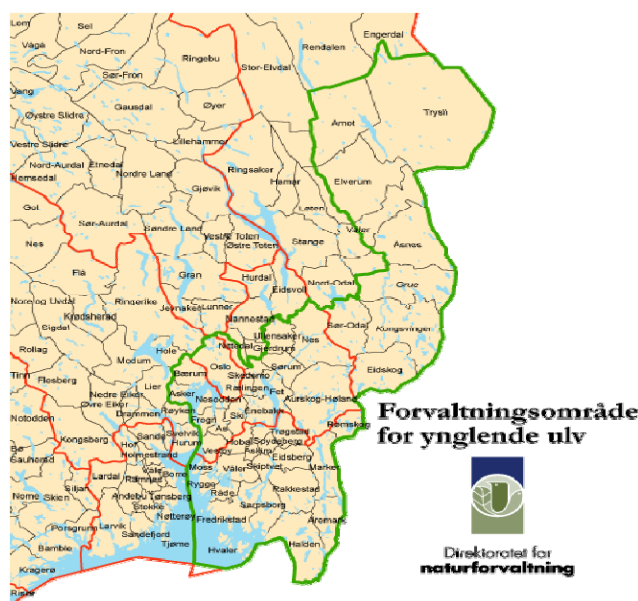 Lom
Sel
Engerdal
Vågå
Nord-Fron
Ringebu
Rendalen
Stor-Elvdal
Sør-Fron
Vang
Gausdal
Øyer
Amot
Trysil
Øystre Slidre
Vestre Slidre
Lillehammer
Nord-Aurdal
Etnedal
Ringsaker
Elverum
Hemsedal
Nordre Land
Gjøvik
Hamar
Løten
Gol
Sør-Aurdal
Søndre Land
Vestre Toten
Østre Toten
Stange
Våler
Åsnes
Nes
Flå
Gran
Hurdal
Eidsvoll
Nord-Odal
Grue
Nore og Uvdal
Ringerike
Jevnaker
Lunner
Nannestad
Krødsherad
Sør-Odal
Kongsvinger
Sigdal
Ullensaker
Nes
Rollag
Hole
Nittedal
Gjerdrum
Modum
Eidskog
Tinn
Flesberg
Lier
Bærum
Oslo
Skedsmo
Sørum
Rælingen
Nedre Eiker
Asker
Nesodden
Fet
Aurskog-Høland
Øvre Eiker
Drammen
Røyken
Frogn
Ski
Enebakk
Notodden
Kongsberg
Sande
Svelvik
Hurum
Ås
Trøgstad
Rømskog
Bø
Hof
Holmestrand
Vestby
Hobøl
Spydeberg
Askim
Sauherad
Moss
Våler
Skiptvet
Eidsberg
Marker
Siljan
Lardal
Våle
Ramnes
Borre
Rygge
Nome
Skien
Andebu
Tønsberg
Råde
Rakkestad
Stokke
Sarpsborg
Nøtterøy
Fredrikstad
Aremark
Porsgrunn
Larvik
Sandefjord
Bamble
Tjøme
Hvaler
Halden
Kragerø
Risør
Forvaltningsområde
for ynglende ulv
Direktoratet for
naturforvaltning